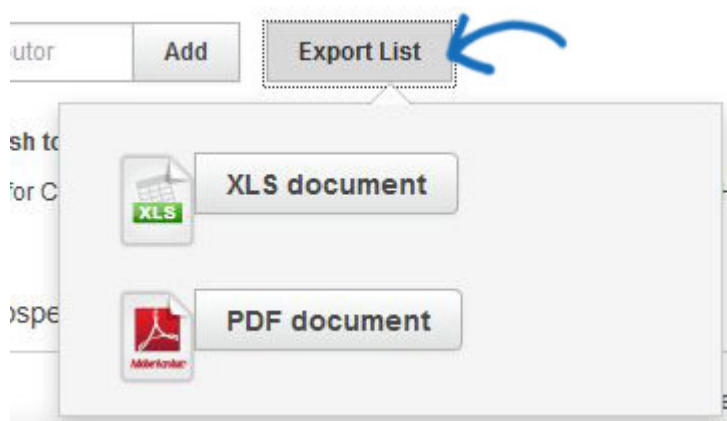 utor Add Export List
sh to
for C
XLS document
XLS
ospe
PDF document